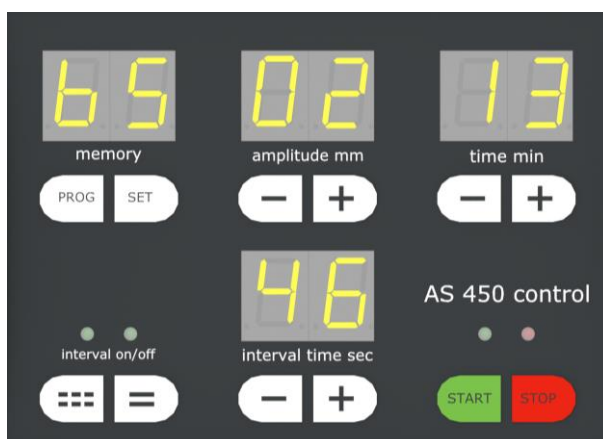 b5 02 13
memory amplitude mm time min
PROG SET − + − +
46
AS 450 control
interval on/off interval time sec
− + START STOP